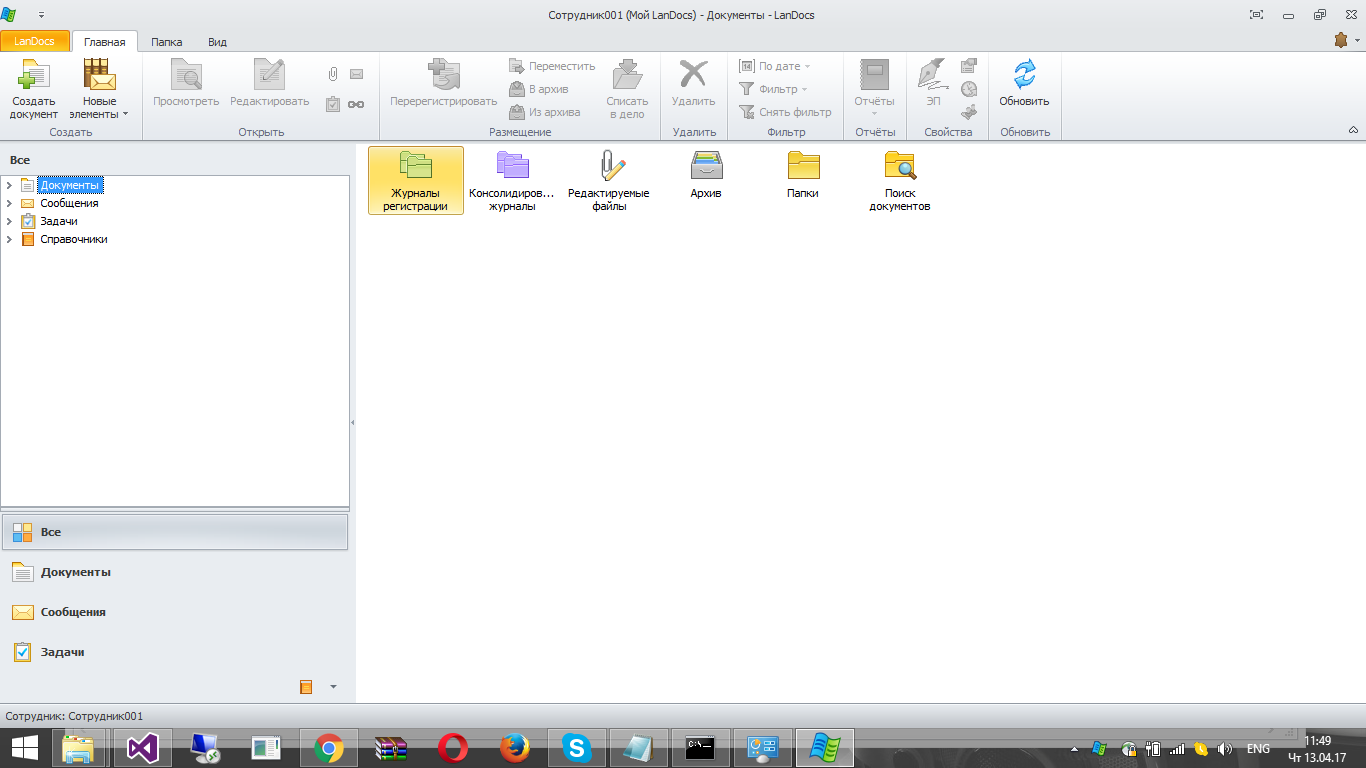 Сотрудник001 (Мой LanDocs) - Документы - LanDocs
LanDocs
Главная
Папка
Вид
Создать
документ
Новые
элементы
Создать
Просмотреть
Редактировать
Открыть
Перерегистрировать
Переместить
В архив
Из архива
Списать
в дело
Размещение
Удалить
Удалить
По дате
Фильтр
Снять фильтр
Фильтр
Отчёты
Отчёты
ЭП
Свойства
Обновить
Обновить
Все
Документы
Сообщения
Задачи
Справочники
Журналы
регистрации
Консолидиров...
журналы
Редактируемые
файлы
Архив
Папки
Поиск
документов
Все
Документы
Сообщения
Задачи
Сотрудник: Сотрудник001
C:\_
ENG
11:49
Чт 13.04.17